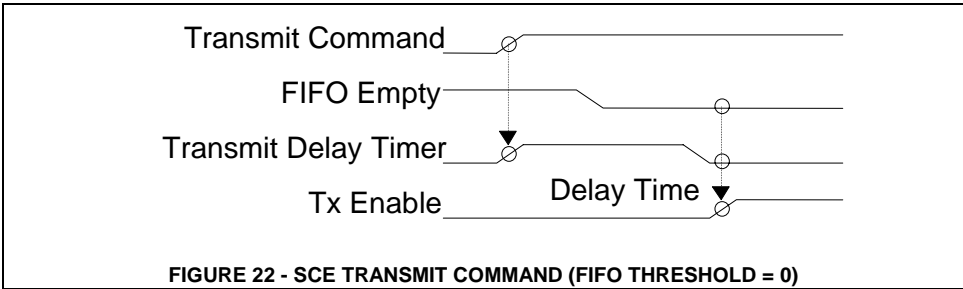 Transmit Command
FIFO Empty
Transmit Delay Timer
Delay Time
Tx Enable
FIGURE 22 - SCE TRANSMIT COMMAND (FIFO THRESHOLD = 0)